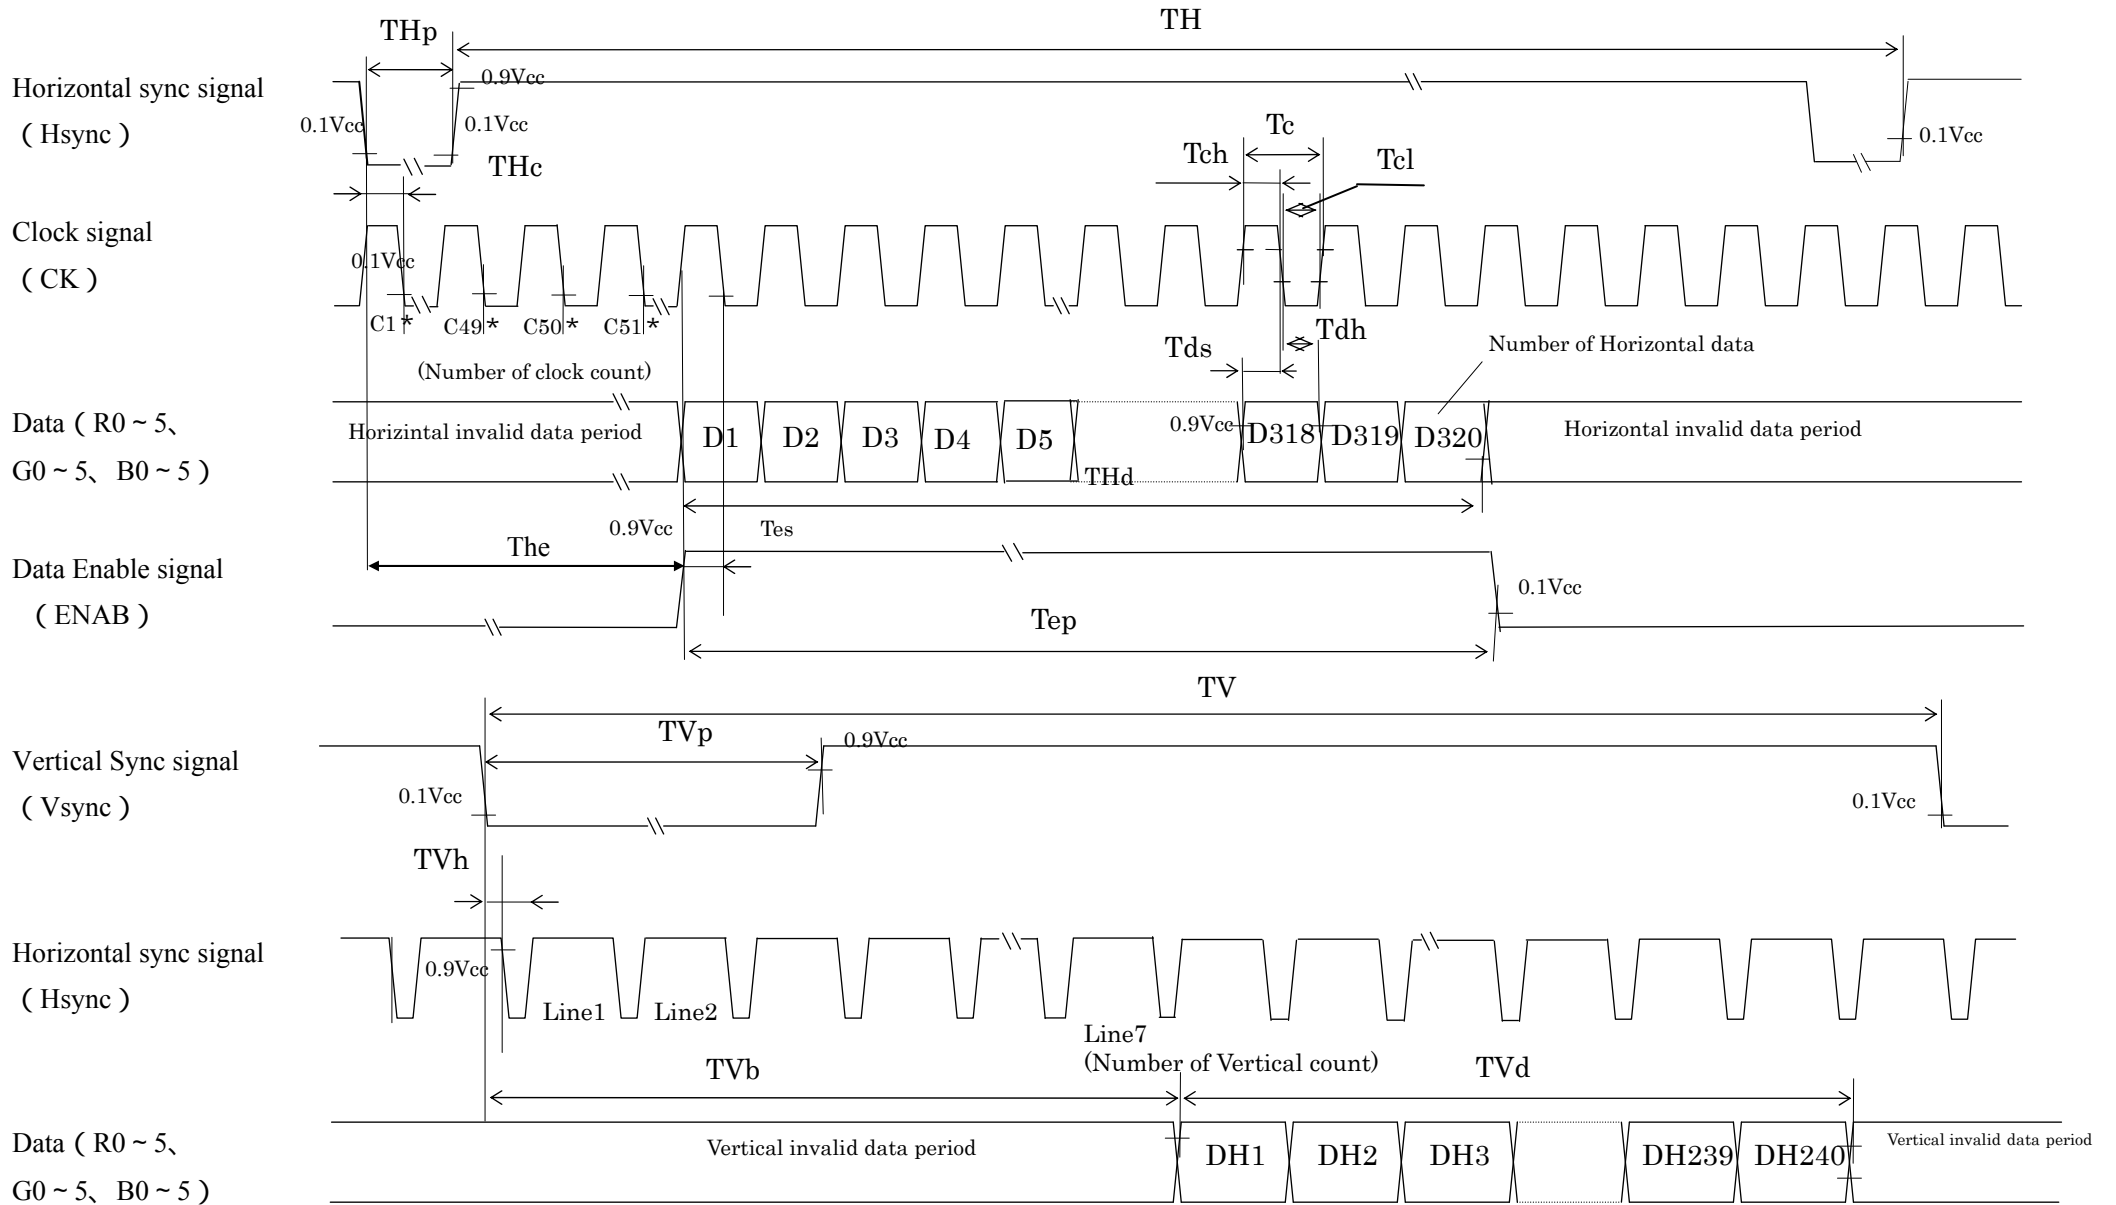 TH
THp
Horizontal sync signal
( Hsync )
0.9Vcc
0.1Vcc
0.1Vcc
0.1Vcc
THc
Tc
Tch
Tcl
Clock signal
( CK )
0.1Vcc
C1*
C49*
C50*
C51*
(Number of clock count)
Tds
Tdh
Number of Horizontal data
Data ( R0 ~ 5、
G0 ~ 5、 B0 ~ 5 )
Horizintal invalid data period
D1
D2
D3
D4
D5
0.9Vcc
D318
D319
D320
Horizontal invalid data period
THd
0.9Vcc
Tes
The
Data Enable signal
( ENAB )
0.1Vcc
Tep
TV
TVp
Vertical Sync signal
( Vsync )
0.9Vcc
0.1Vcc
0.1Vcc
TVh
Horizontal sync signal
( Hsync )
0.9Vcc
Line1
Line2
Line7
(Number of Vertical count)
TVb
TVd
Data ( R0 ~ 5、
G0 ~ 5、 B0 ~ 5 )
Vertical invalid data period
DH1
DH2
DH3
DH239
DH240
Vertical invalid data period